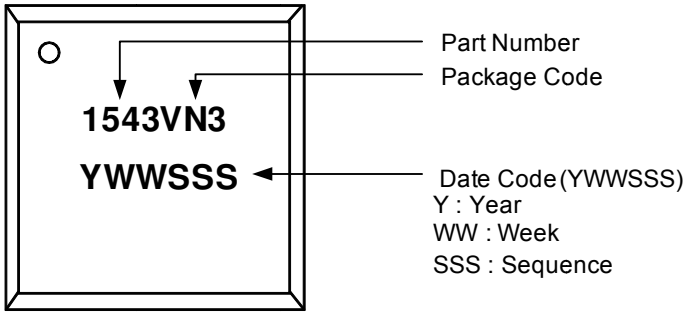 Part Number
Package Code
1543VN3
YWWSSS
Date Code (YWWSSS)
Y : Year
WW : Week
SSS : Sequence